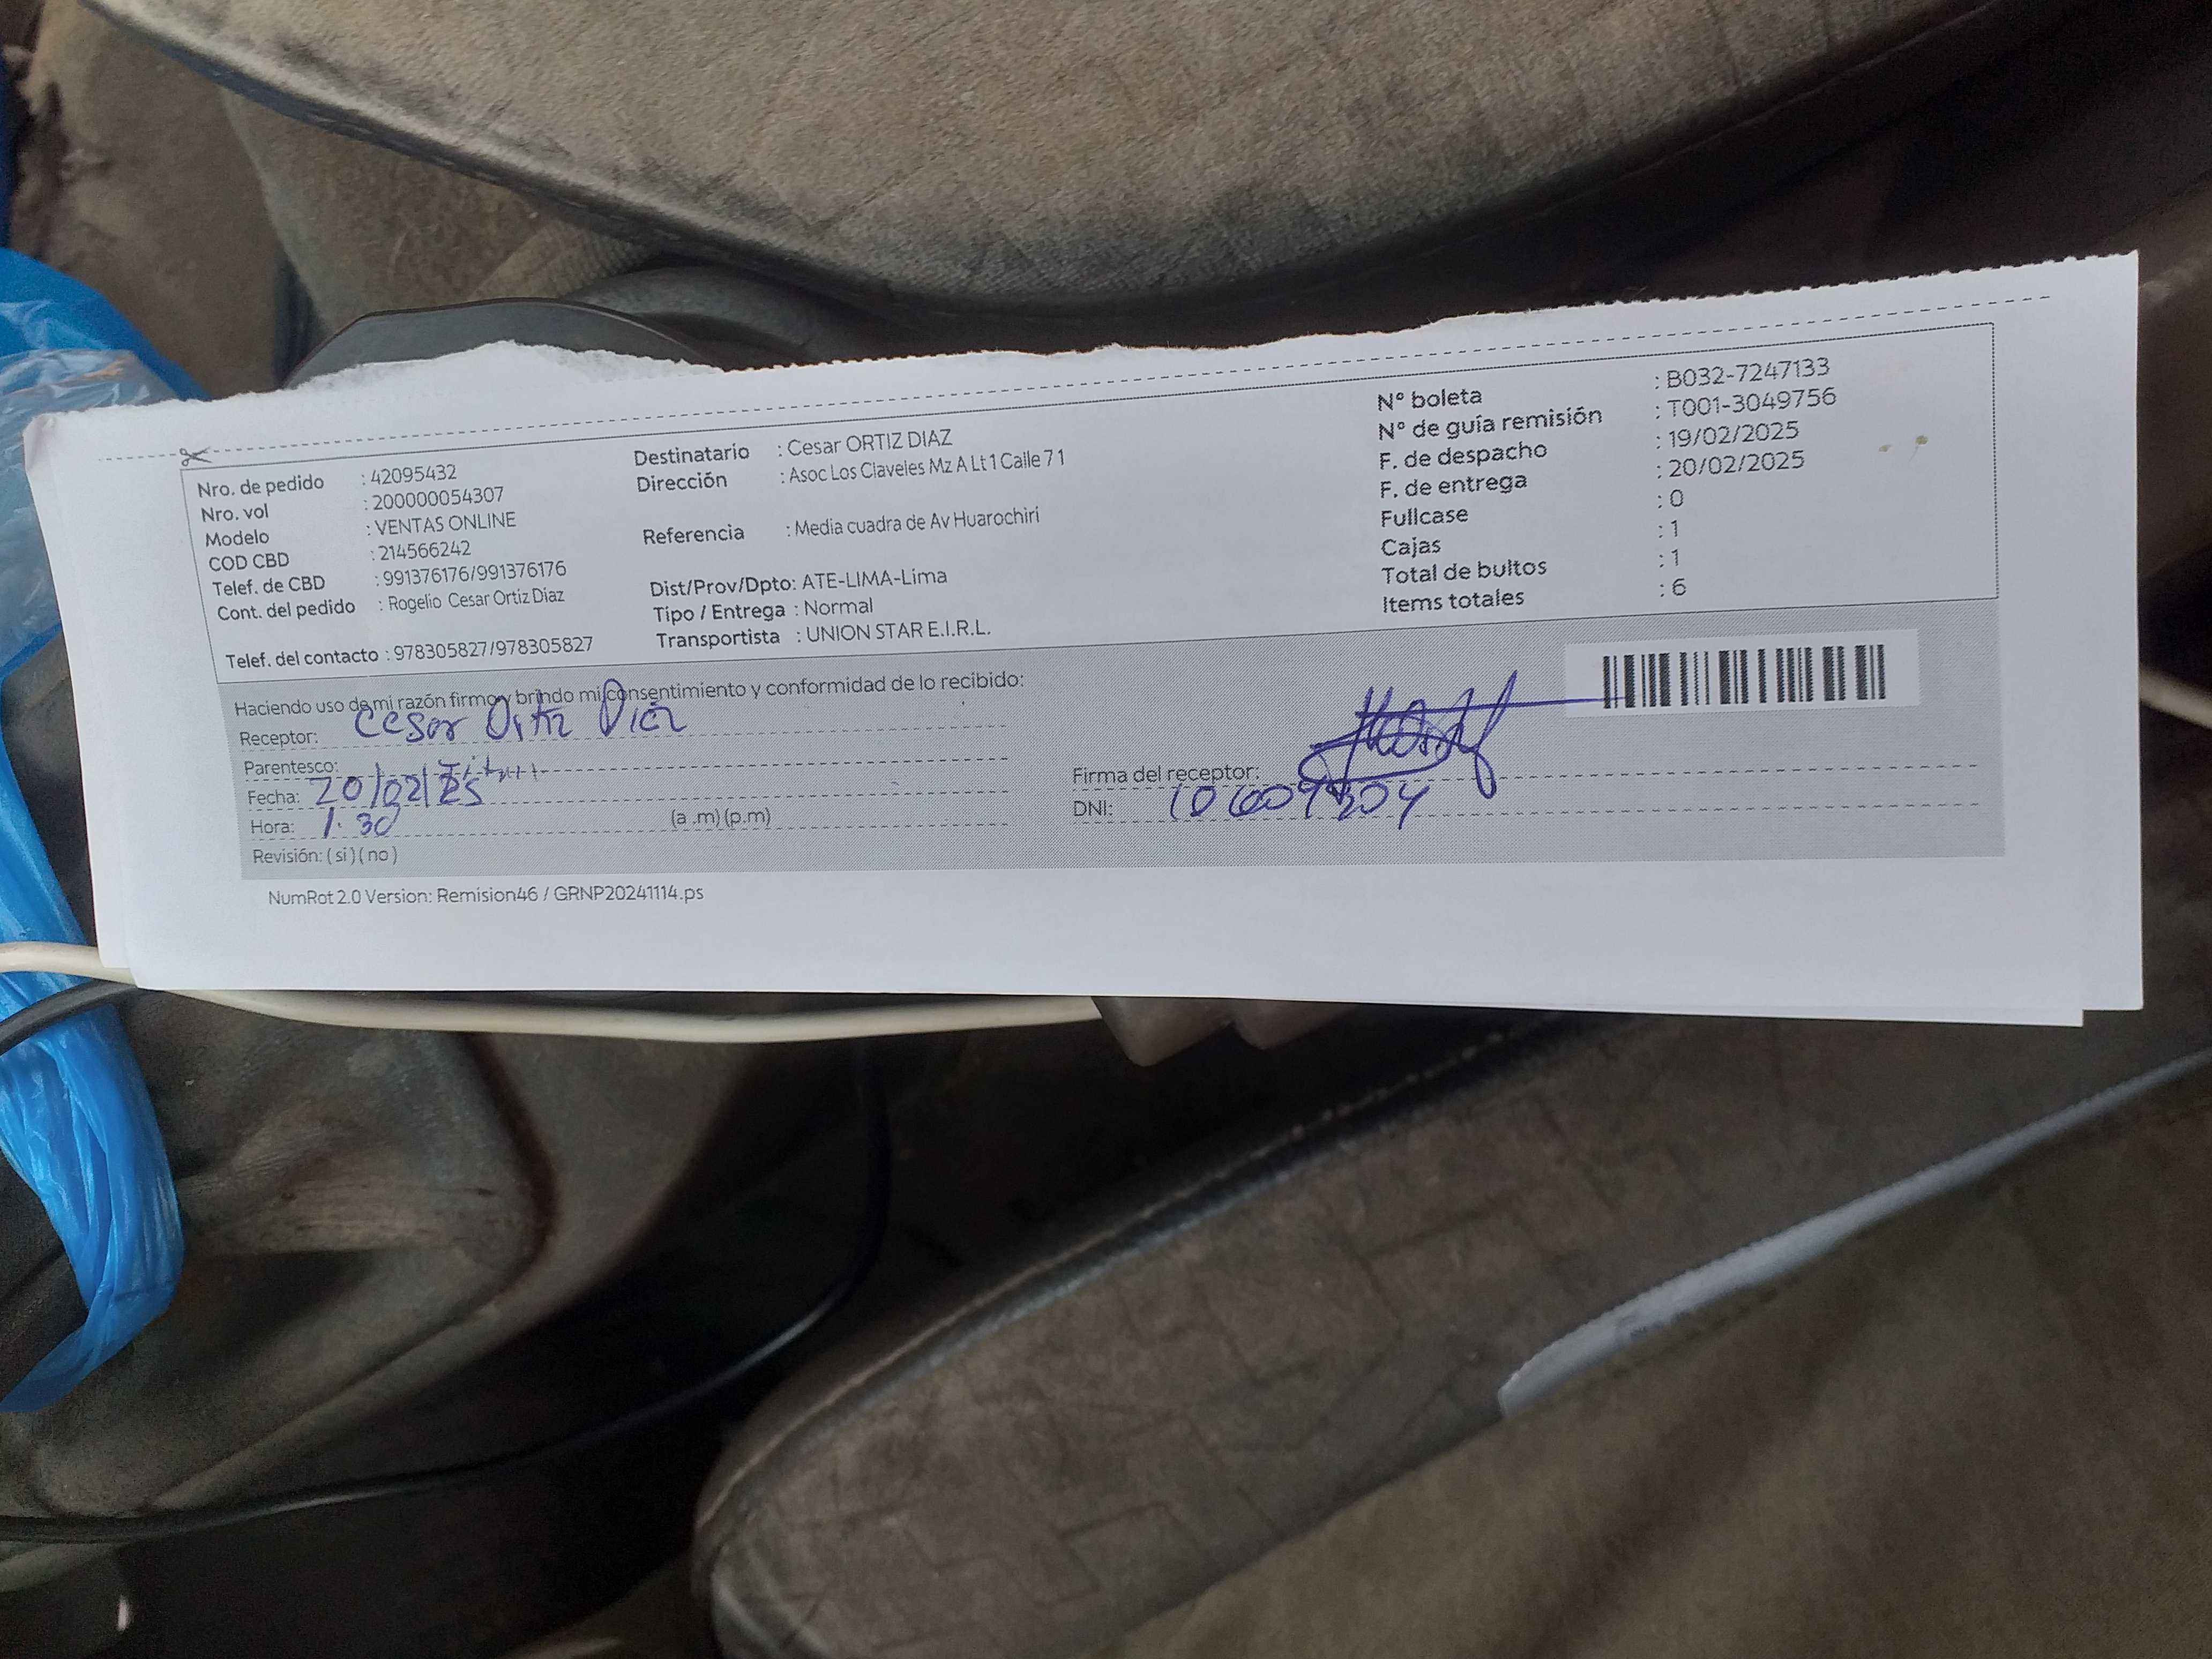 Nro. de pedido : 42095432
Nro. vol : 200000054307
Modelo : VENTAS ONLINE
COD CBD : 214566242
Telef. de CBD : 991376176/991376176
Cont. del pedido : Rogelio Cesar Ortiz Diaz
Telef. del contacto : 978305827/978305827
Destinatario : Cesar ORTIZ DIAZ
Dirección : Asoc Los Claveles Mz A Lt 1 Calle 7 1
Referencia : Media cuadra de Av Huarochirí
Dist/Prov/Dpto: ATE-LIMA-Lima
Tipo / Entrega : Normal
Transportista : UNION STAR E.I.R.L.
N° boleta : B032-7247133
N° de guía remisión : T001-3049756
F. de despacho : 19/02/2025
F. de entrega : 20/02/2025
Fullcase : 0
Cajas : 1
Total de bultos : 1
Items totales : 6
Haciendo uso de mi razón firmo y brindo mi consentimiento y conformidad de lo recibido:
Receptor: Cesar Ortiz Diaz
Parentesco:
Fecha: 20/02/25
Hora: 1:30 (a .m) (p.m)
Revisión: ( si ) ( no )
Firma del receptor:
DNI:
NumRot 2.0 Version: Remision46 / GRNP20241114.ps